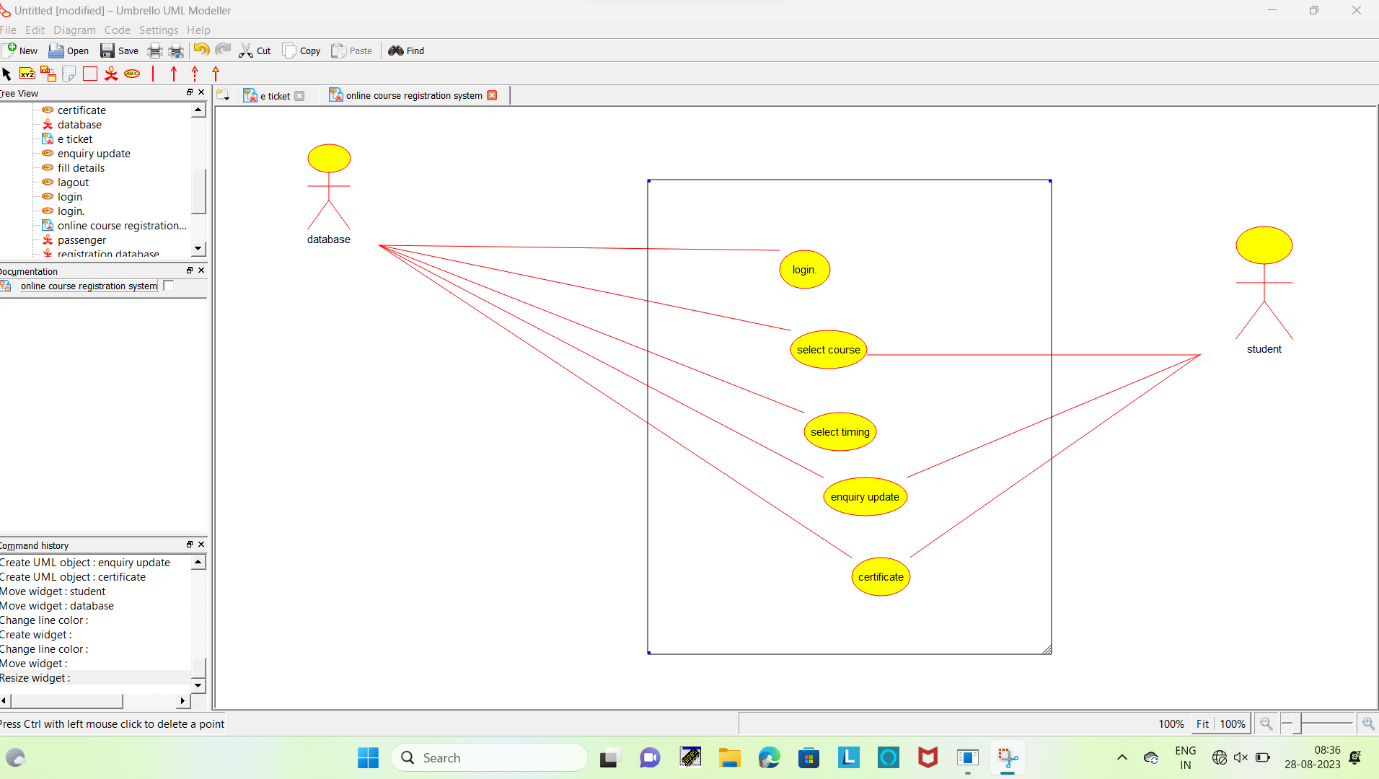 Untitled [modified] – Umbrello UML Modeller
File Edit Diagram Code Settings Help
New Open Save Cut Copy Paste Find
XYZ ABC
Tree View
e ticket
online course registration system
certificate
database
e ticket
enquiry update
fill details
lagout
login
login.
online course registration...
passenger
registration database
Documentation
online course registration system
Command history
Create UML object : enquiry update
Create UML object : certificate
Move widget : student
Move widget : database
Change line color :
Create widget :
Change line color :
Move widget :
Resize widget :
database
login.
select course
select timing
enquiry update
certificate
student
Press Ctrl with left mouse click to delete a point
100% Fit 100%
Search
L
ENG
IN
08:36
28-08-2023